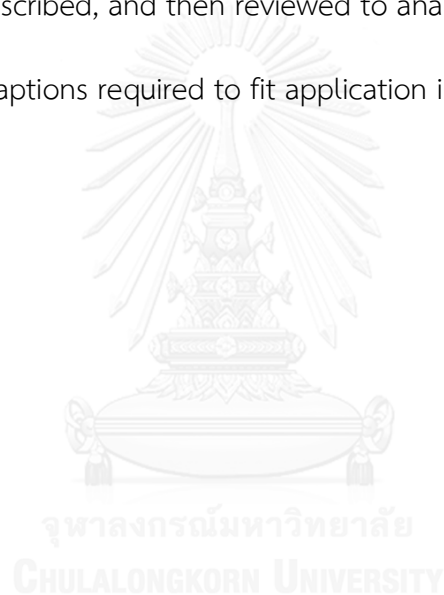 scribed, and then reviewed to ana
aptions required to fit application i
จุฬาลงกรณ์มหาวิทยาลัย
CHULALONGKORN UNIVERSITY